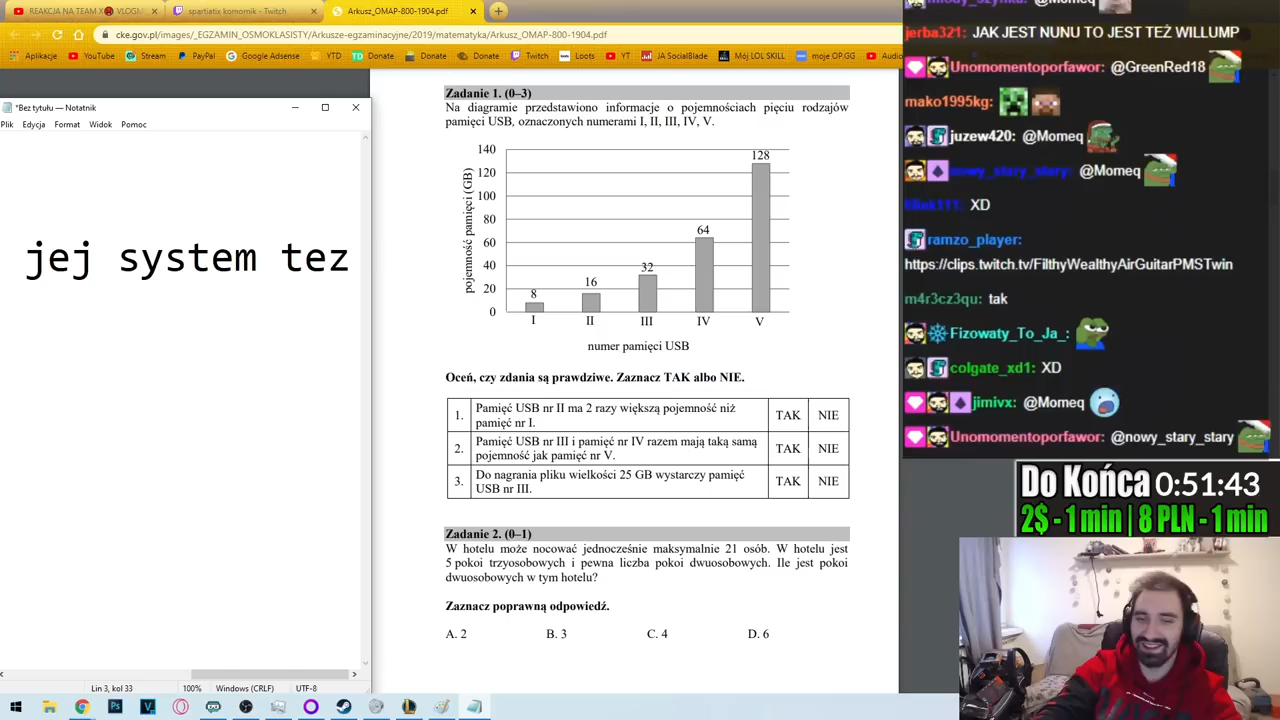 REAKCJA NA TEAM X
VLOGM
spartiatix komornik - Twitch
Arkusz_OMAP-800-1904.pdf
cke.gov.pl/images/_EGZAMIN_OSMOKLASISTY/Arkusze-egzaminacyjne/2019/matematyka/Arkusz_OMAP-800-1904.pdf
Aplikacje
YouTube
Stream
PayPal
Google Adsense
YTD
Donate
Donate
Donate
Twitch
Loots
YT
JA SocialBlade
Mój LOL SKILL
moje OP.GG
Audio
*Bez tytułu — Notatnik
Plik Edycja Format Widok Pomoc
jej system tez
Lin 3, kol 33
100%
Windows (CRLF)
UTF-8
Zadanie 1. (0–3)
Na diagramie przedstawiono informacje o pojemnościach pięciu rodzajów
pamięci USB, oznaczonych numerami I, II, III, IV, V.
pojemność pamięci (GB)
140
120
100
80
60
40
20
0
8
16
32
64
128
I
II
III
IV
V
numer pamięci USB
Oceń, czy zdania są prawdziwe. Zaznacz TAK albo NIE.
1.
Pamięć USB nr II ma 2 razy większą pojemność niż
pamięć nr I.
TAK
NIE
2.
Pamięć USB nr III i pamięć nr IV razem mają taką samą
pojemność jak pamięć nr V.
TAK
NIE
3.
Do nagrania pliku wielkości 25 GB wystarczy pamięć
USB nr III.
TAK
NIE
Zadanie 2. (0–1)
W hotelu może nocować jednocześnie maksymalnie 21 osób. W hotelu jest
5 pokoi trzyosobowych i pewna liczba pokoi dwuosobowych. Ile jest pokoi
dwuosobowych w tym hotelu?
Zaznacz poprawną odpowiedź.
A. 2
B. 3
C. 4
D. 6
jerba321: JAK JEST NUNU TO JEST TEŻ WILLUMP
Unomomentoporfawor: @GreenRed18
mako1995kg:
juzew420: @Momeq
nowy_stary_stary: @Momeq
XD
ramzo_player:
https://clips.twitch.tv/FilthyWealthyAirGuitarPMSTwin
m4r3cz3qu: tak
Fizowaty_To_Ja_:
colgate_xd1: XD
jimivx: @Momeq
Unomomentoporfawor: @nowy_stary_stary
Do Końca 0:51:43
2$ - 1 min | 8 PLN - 1 min